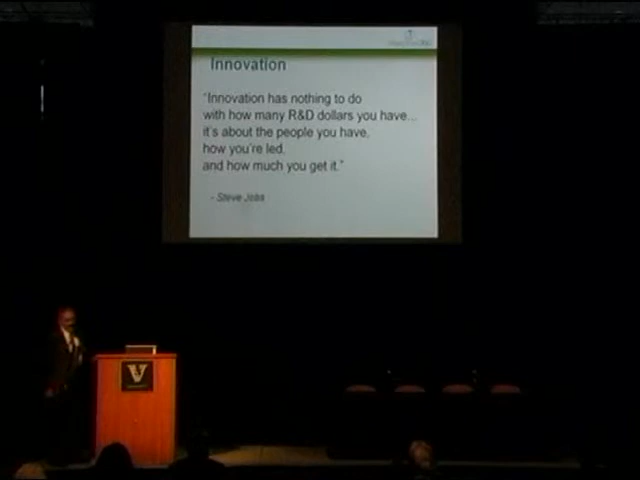 Innovation
"Innovation has nothing to do
with how many R&D dollars you have...
it's about the people you have,
how you're led,
and how much you get it."
- Steve Jobs
V